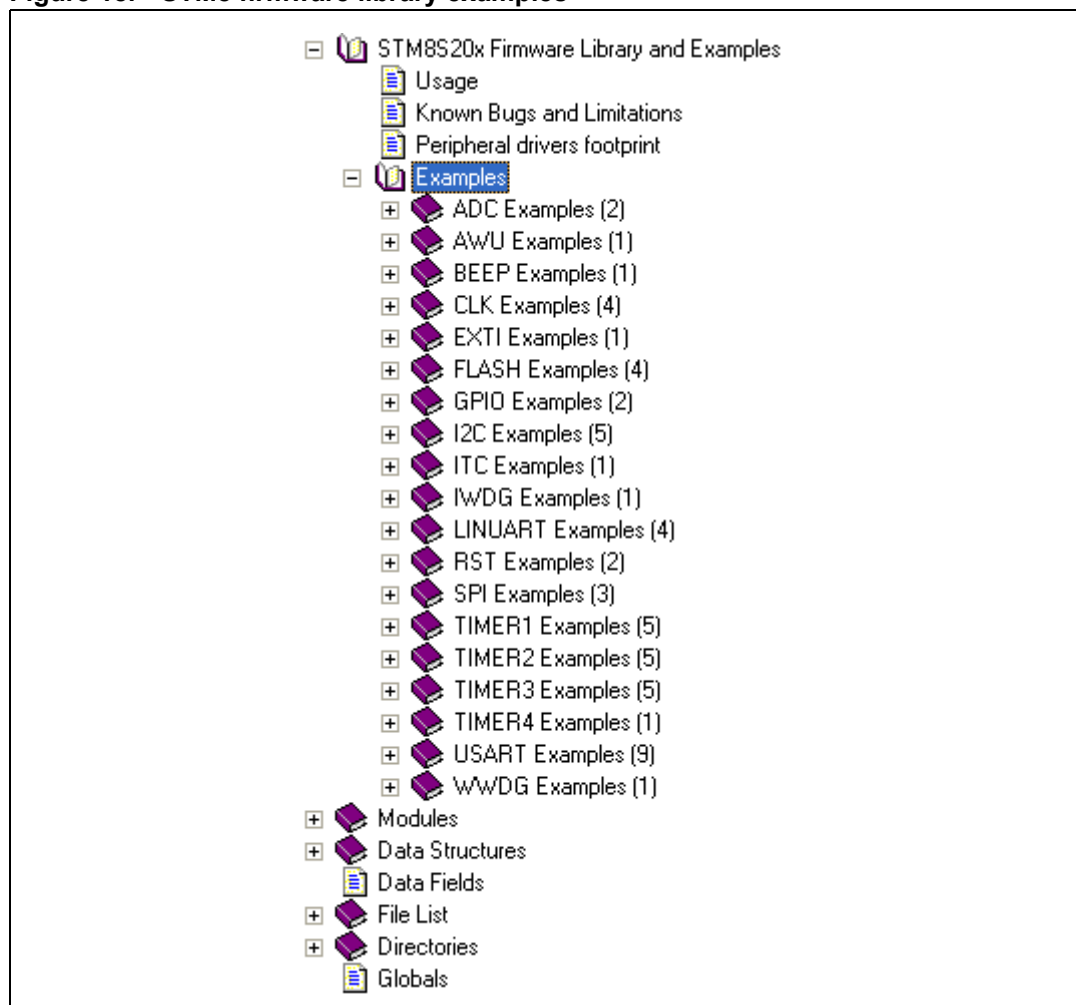 STM8S20x Firmware Library and Examples
Usage
Known Bugs and Limitations
Peripheral drivers footprint
Examples
ADC Examples (2)
AWU Examples (1)
BEEP Examples (1)
CLK Examples (4)
EXTI Examples (1)
FLASH Examples (4)
GPIO Examples (2)
I2C Examples (5)
ITC Examples (1)
IWDG Examples (1)
LINUART Examples (4)
RST Examples (2)
SPI Examples (3)
TIMER1 Examples (5)
TIMER2 Examples (5)
TIMER3 Examples (5)
TIMER4 Examples (1)
USART Examples (9)
WWDG Examples (1)
Modules
Data Structures
Data Fields
File List
Directories
Globals